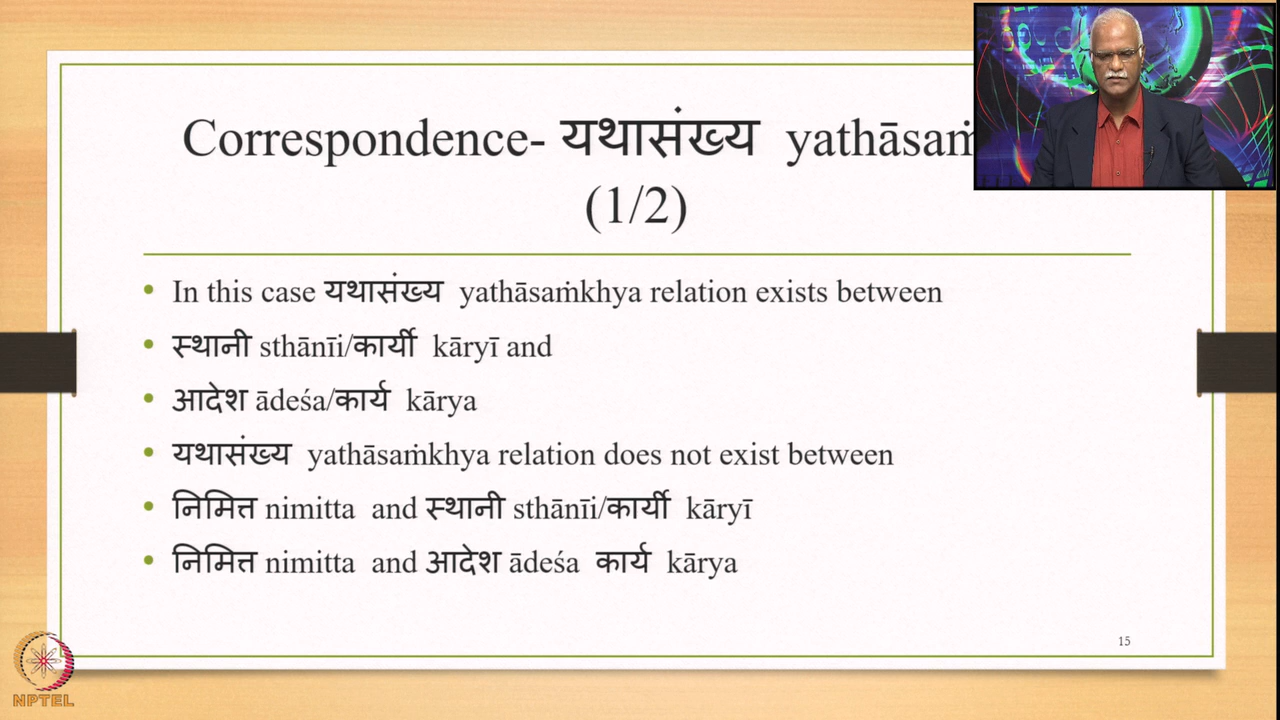 Correspondence- यथासंख्य
(1/2)
• In this case यथासंख्य yathāsaṁkhya relation exists between
• स्थानी sthānīi/कार्यी kāryī and
• आदेश ādeśa/कार्य kārya
• यथासंख्य yathāsaṁkhya relation does not exist between
• निमित्त nimitta and स्थानी sthānīi/कार्यी kāryī
• निमित्त nimitta and आदेश ādeśa कार्य kārya
15
NPTEL